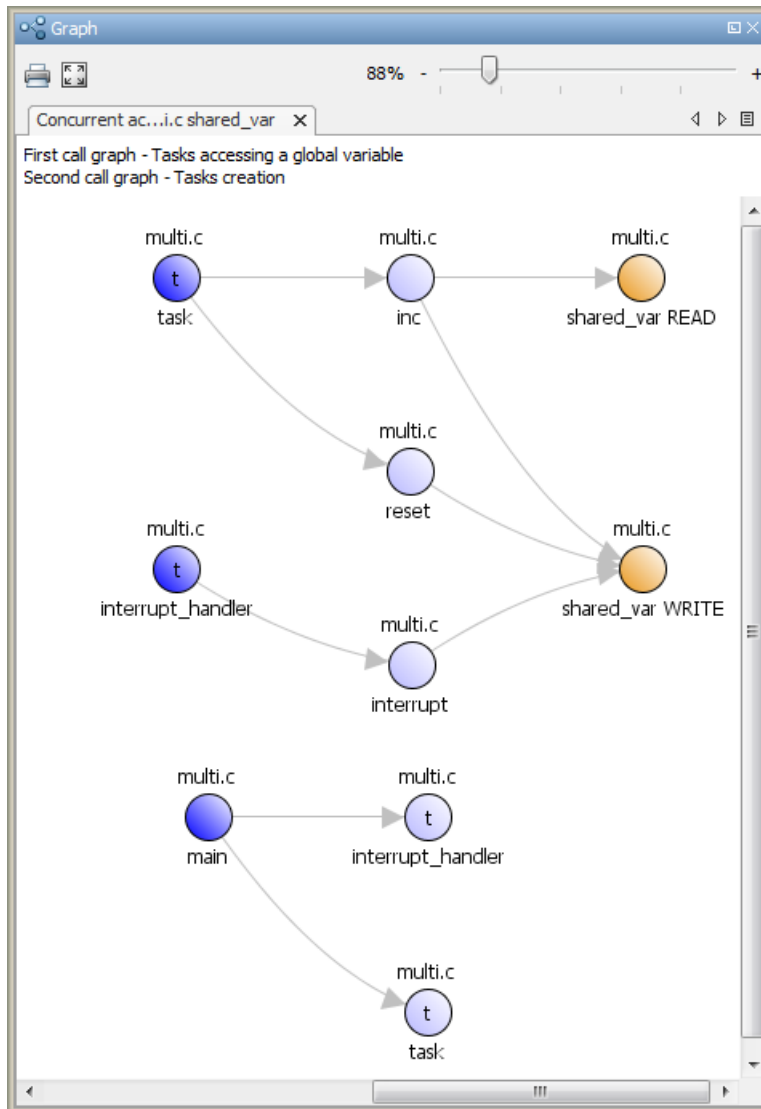 Graph
88% - +
Concurrent ac...i.c shared_var X
First call graph - Tasks accessing a global variable
Second call graph - Tasks creation
multi.c multi.c multi.c
t
task inc shared_var READ
multi.c
reset
multi.c multi.c
t
interrupt_handler shared_var WRITE
multi.c
interrupt
multi.c multi.c
t
main interrupt_handler
multi.c
t
task